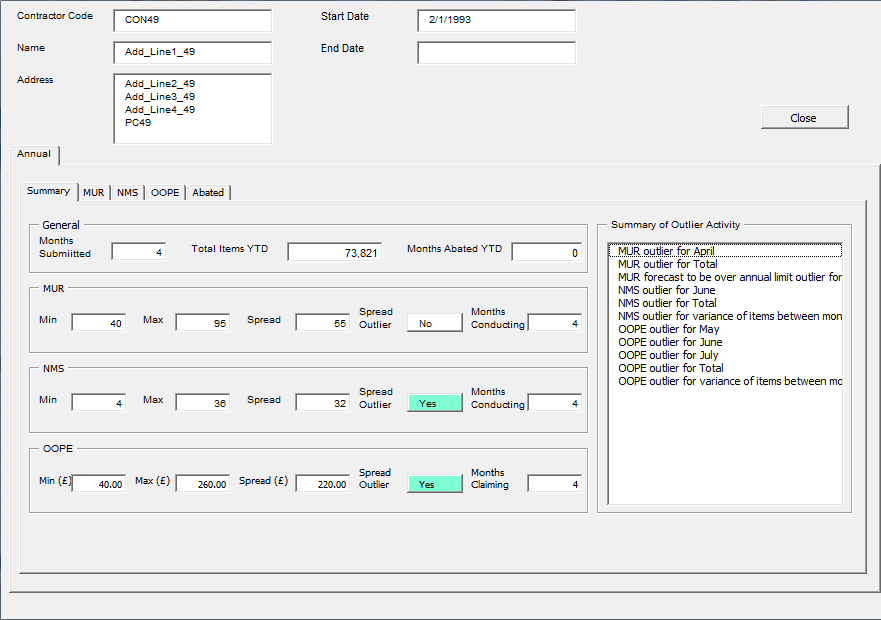 Contractor Code CON49 Start Date 2/1/1993
Name Add_Line1_49 End Date
Address Add_Line2_49
Add_Line3_49
Add_Line4_49
PC49
Close
Annual
Summary MUR NMS OOPE Abated
General
Months
Submiitted 4 Total Items YTD 73,821 Months Abated YTD 0
MUR
Min 40 Max 95 Spread 55 Spread
Outlier No Months
Conducting 4
NMS
Min 4 Max 36 Spread 32 Spread
Outlier Yes Months
Conducting 4
OOPE
Min (£) 40.00 Max (£) 260.00 Spread (£) 220.00 Spread
Outlier Yes Months
Claiming 4
Summary of Outlier Activity
MUR outlier for April
MUR outlier for Total
MUR forecast to be over annual limit outlier for
NMS outlier for June
NMS outlier for Total
NMS outlier for variance of items between mon
OOPE outlier for May
OOPE outlier for June
OOPE outlier for July
OOPE outlier for Total
OOPE outlier for variance of items between mo